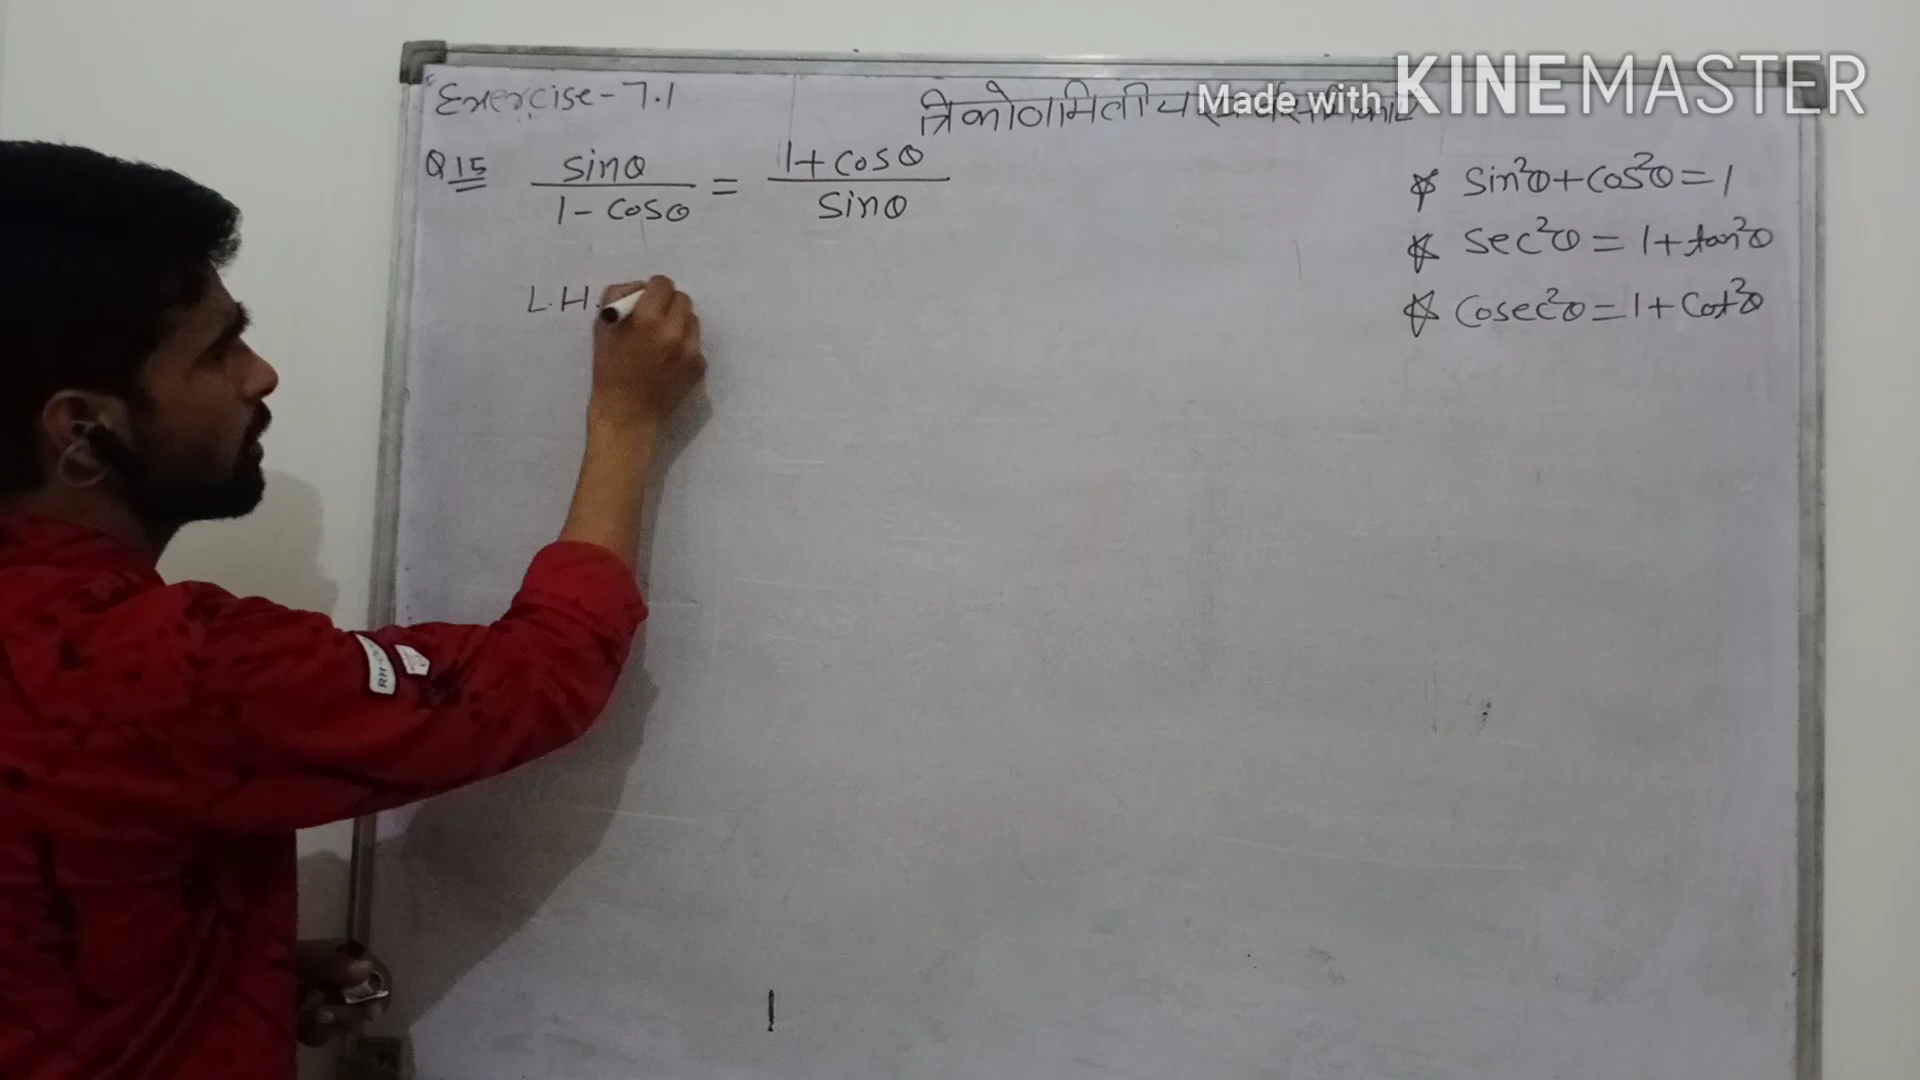 Exercise-7.1
त्रिकोणमितीय
Made with KINEMASTER
Q15 sinθ/1-cosθ = 1+cosθ/sinθ
☆ sin²θ+cos²θ=1
☆ sec²θ=1+tan²θ
☆ cosec²θ=1+cot²θ
L.H.